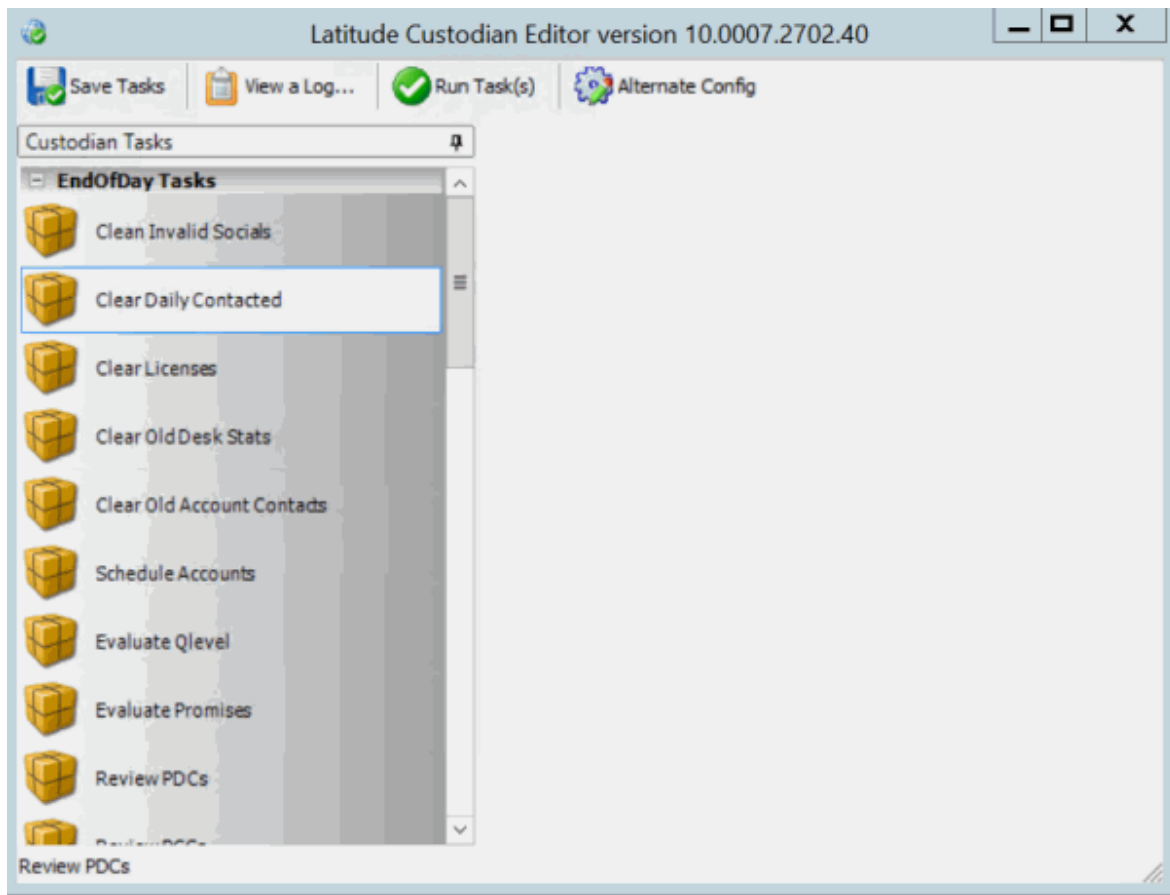 Latitude Custodian Editor version 10.0007.2702.40
Save Tasks View a Log... Run Task(s) Alternate Config
Custodian Tasks
EndOfDay Tasks
Clean Invalid Socials
Clear Daily Contacted
Clear Licenses
Clear Old Desk Stats
Clear Old Account Contacts
Schedule Accounts
Evaluate Qlevel
Evaluate Promises
Review PDCs
Review PCCs
Review PDCs